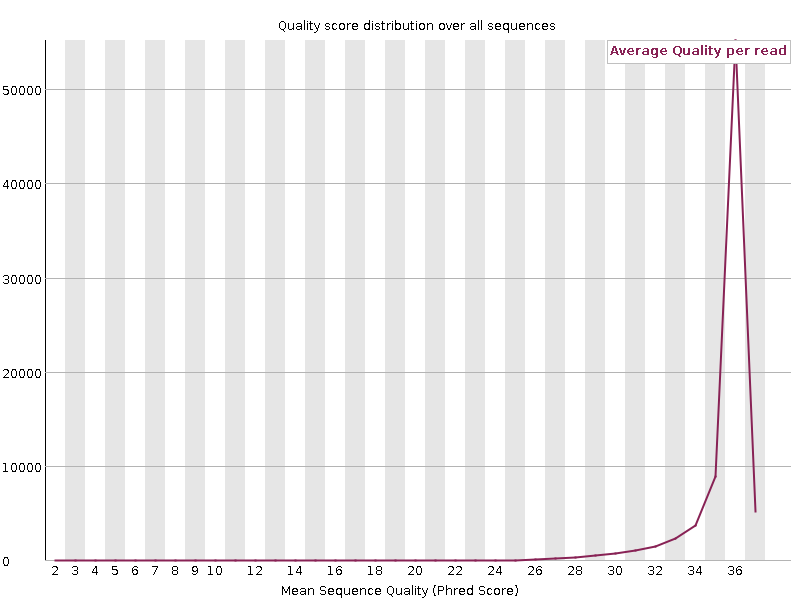 Quality score distribution over all sequences
Average Quality per read
50000
40000
30000
20000
10000
0
2 3 4 5 6 7 8 9 10 12 14 16 18 20 22 24 26 28 30 32 34 36
Mean Sequence Quality (Phred Score)